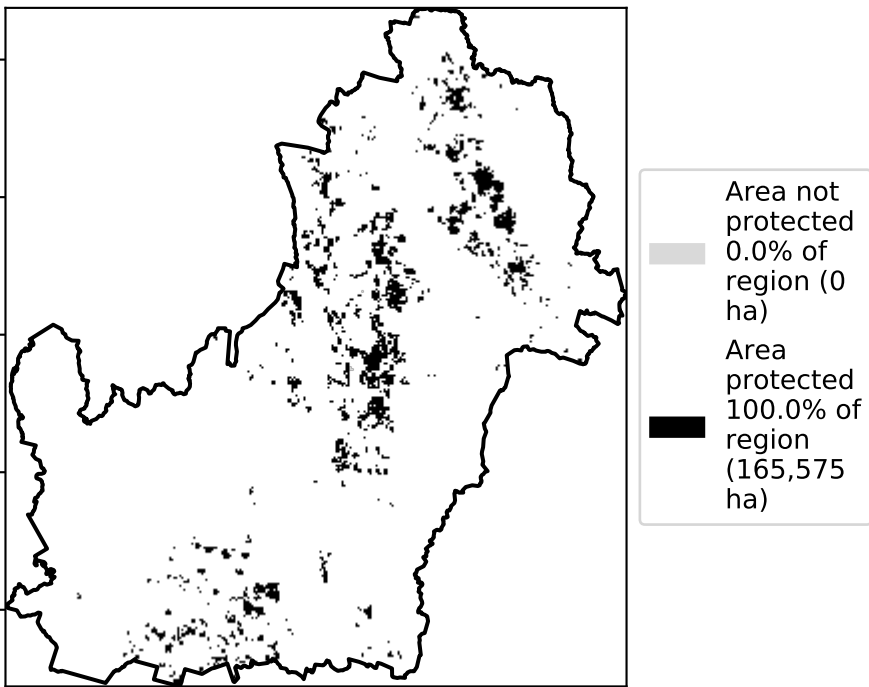 Area not
protected
0.0% of
region (0
ha)
Area
protected
100.0% of
region
(165,575
ha)